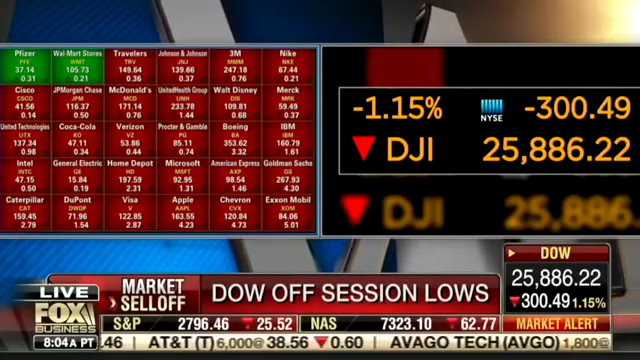 Pfizer Wal-Mart Stores Travelers Johnson & Johnson 3M Nike
PFE WMT TRV JNJ MMM NKE
37.14 105.73 149.64 139.66 247.18 67.44
0.31 0.21 0.36 0.37 0.76 0.21
Cisco JPMorgan Chase McDonald's UnitedHealth Group Walt Disney Merck
CSCO JPM MCD UNH DIS MRK
41.56 116.37 171.14 233.78 109.81 59.49
0.14 0.50 0.76 1.44 0.68 0.37
United Technologies Coca-Cola Verizon Procter & Gamble Boeing IBM
UTX KO VZ PG BA IBM
137.34 47.11 53.86 85.11 353.62 160.79
0.98 0.34 0.44 0.74 3.32 1.61
Intel General Electric Home Depot Microsoft American Express Goldman Sachs
INTC GE HD MSFT AXP GS
47.15 15.84 197.59 92.95 98.54 267.93
0.50 0.19 2.31 1.31 1.46 4.30
Caterpillar DuPont Visa Apple Chevron Exxon Mobil
CAT DWDP V AAPL CVX XOM
159.45 71.96 122.85 163.55 120.84 84.06
2.79 1.54 2.87 4.23 4.73 5.01
-1.15% NYSE -300.49
▼ DJI 25,886.22
▼ DJI 25,886.
LIVE
FOX
BUSINESS
8:04 A PT
MARKET
SELLOFF
DOW OFF SESSION LOWS
DOW
25,886.22
▼300.49 1.15%
MARKET ALERT
S&P 2796.46 ▼ 25.52 NAS 7323.10 ▼ 62.77
.46 AT&T (T) 6,000@ 38.56 ▼0.60 AVAGO TECH (AVGO) 1,800@